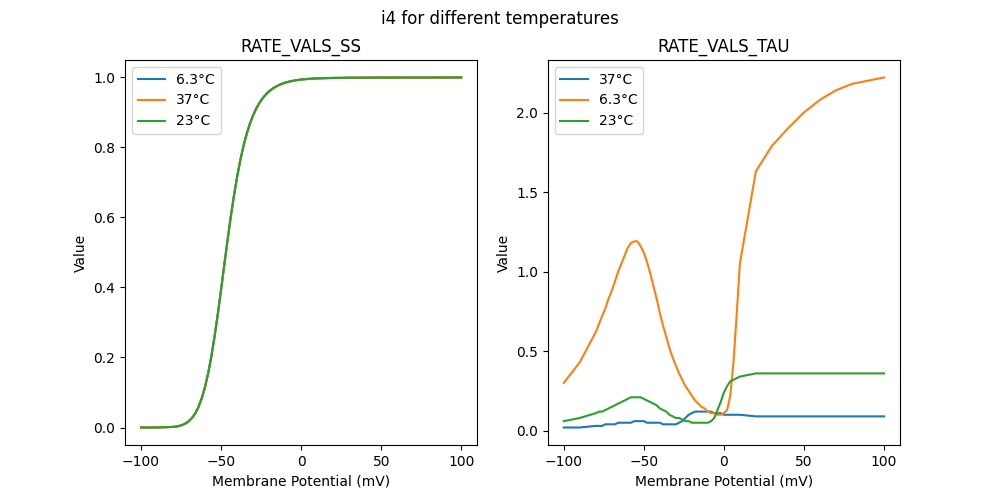 i4 for different temperatures
RATE_VALS_SS
6.3°C
37°C
23°C
1.0
0.8
0.6
0.4
0.2
0.0
Value
−100
−50
0
50
100
Membrane Potential (mV)
RATE_VALS_TAU
37°C
6.3°C
23°C
2.0
1.5
1.0
0.5
0.0
Value
−100
−50
0
50
100
Membrane Potential (mV)